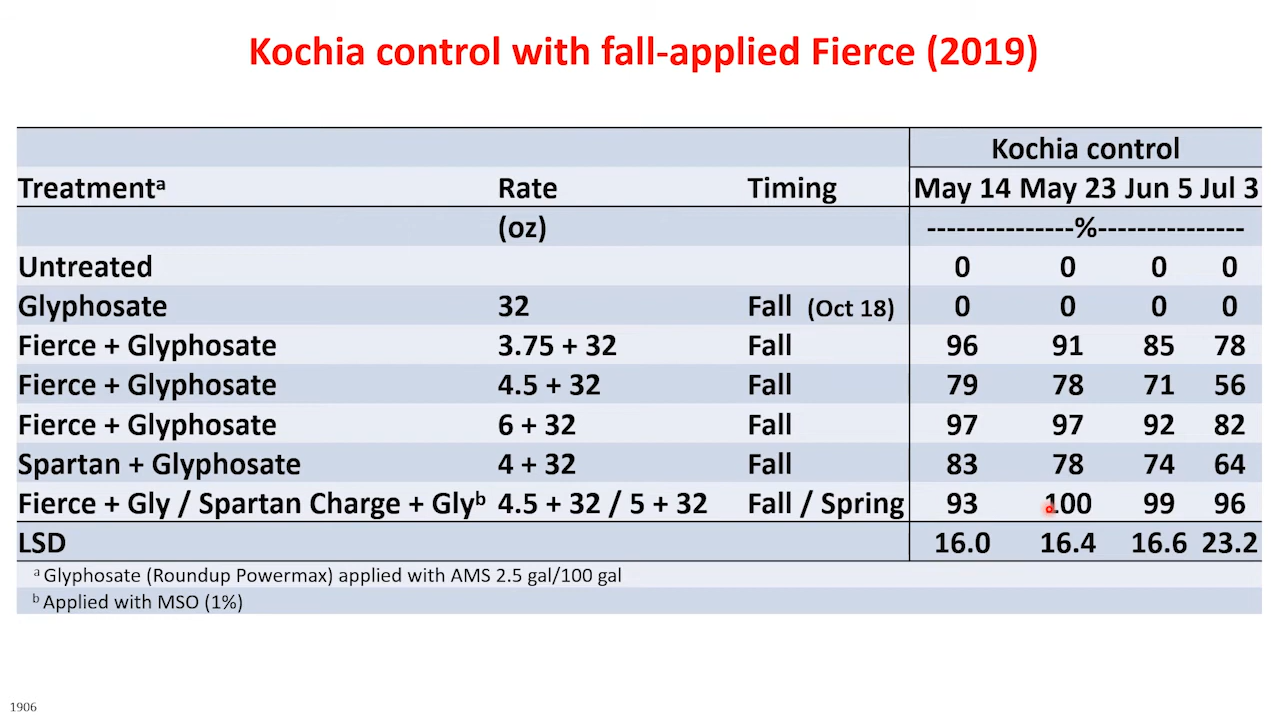 Kochia control with fall-applied Fierce (2019)
Kochia control
Treatmentᵃ Rate Timing May 14 May 23 Jun 5 Jul 3
(oz) ---------------%---------------
Untreated 0 0 0 0
Glyphosate 32 Fall (Oct 18) 0 0 0 0
Fierce + Glyphosate 3.75 + 32 Fall 96 91 85 78
Fierce + Glyphosate 4.5 + 32 Fall 79 78 71 56
Fierce + Glyphosate 6 + 32 Fall 97 97 92 82
Spartan + Glyphosate 4 + 32 Fall 83 78 74 64
Fierce + Gly / Spartan Charge + Glyᵇ 4.5 + 32 / 5 + 32 Fall / Spring 93 100 99 96
LSD 16.0 16.4 16.6 23.2
ᵃ Glyphosate (Roundup Powermax) applied with AMS 2.5 gal/100 gal
ᵇ Applied with MSO (1%)
1906